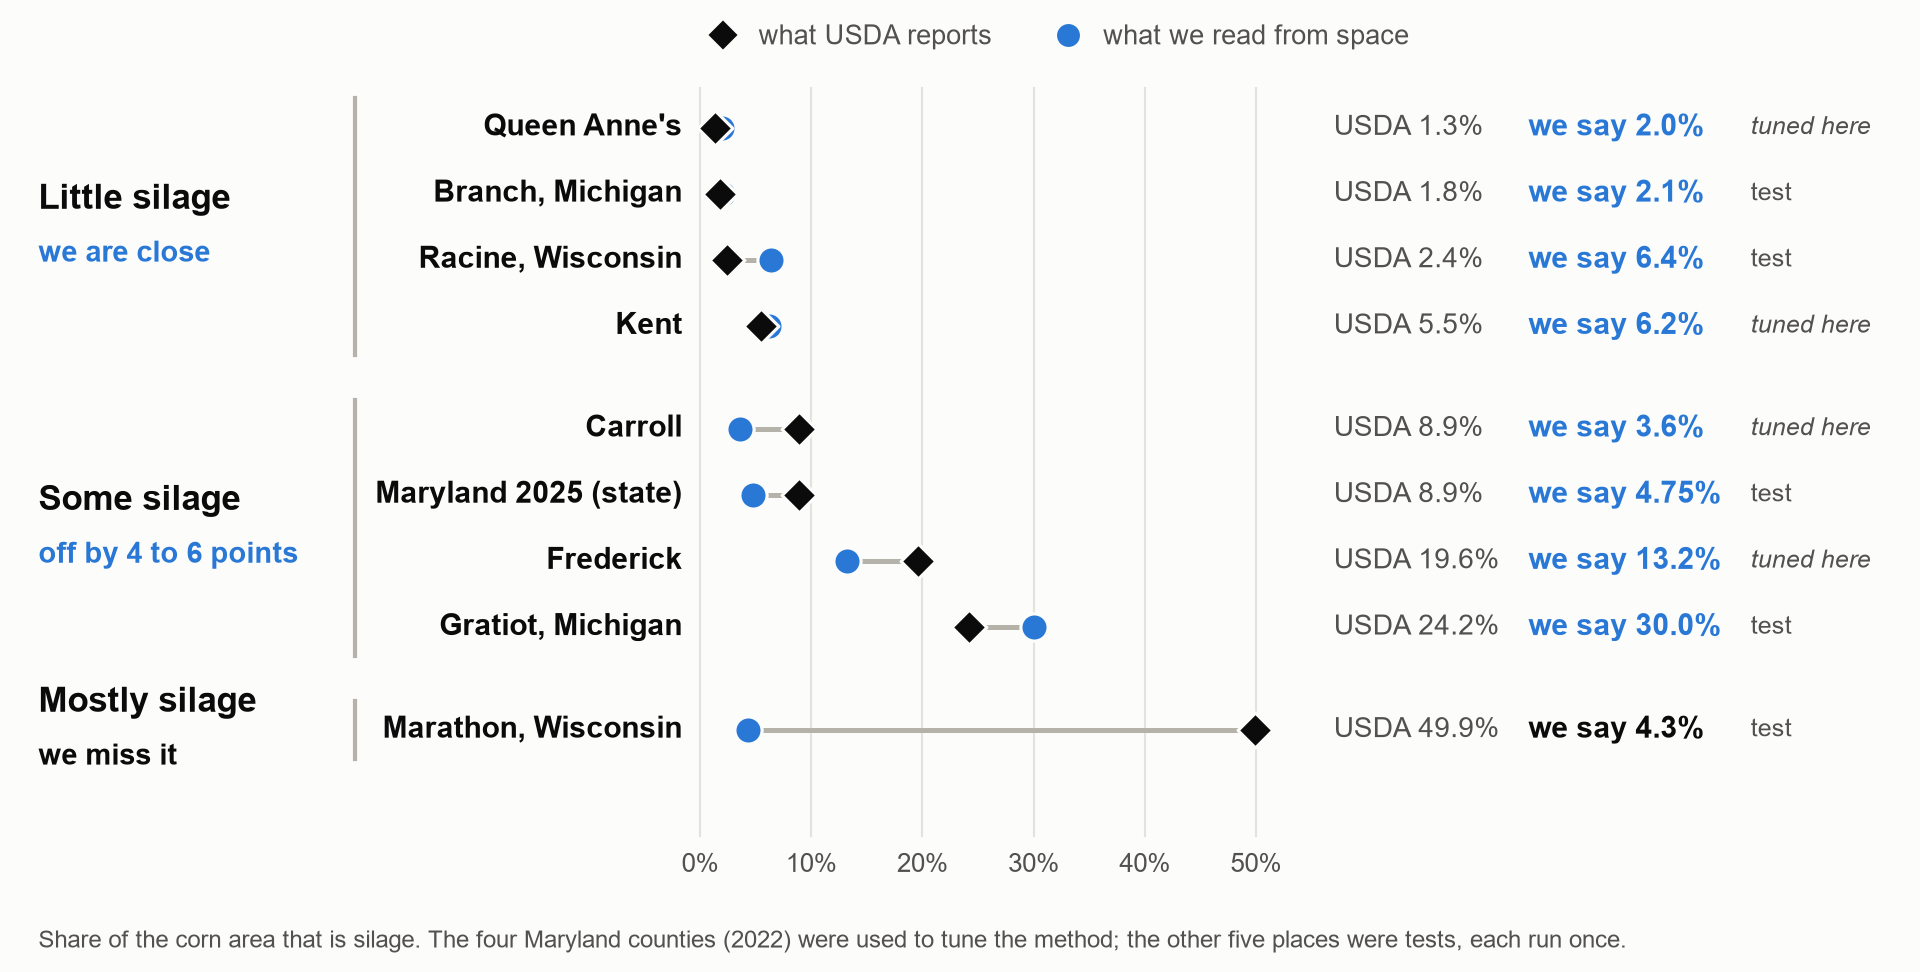 what USDA reports what we read from space
Little silage
we are close
Queen Anne's USDA 1.3% we say 2.0% tuned here
Branch, Michigan USDA 1.8% we say 2.1% test
Racine, Wisconsin USDA 2.4% we say 6.4% test
Kent USDA 5.5% we say 6.2% tuned here
Some silage
off by 4 to 6 points
Carroll USDA 8.9% we say 3.6% tuned here
Maryland 2025 (state) USDA 8.9% we say 4.75% test
Frederick USDA 19.6% we say 13.2% tuned here
Gratiot, Michigan USDA 24.2% we say 30.0% test
Mostly silage
we miss it
Marathon, Wisconsin USDA 49.9% we say 4.3% test
0% 10% 20% 30% 40% 50%
Share of the corn area that is silage. The four Maryland counties (2022) were used to tune the method; the other five places were tests, each run once.